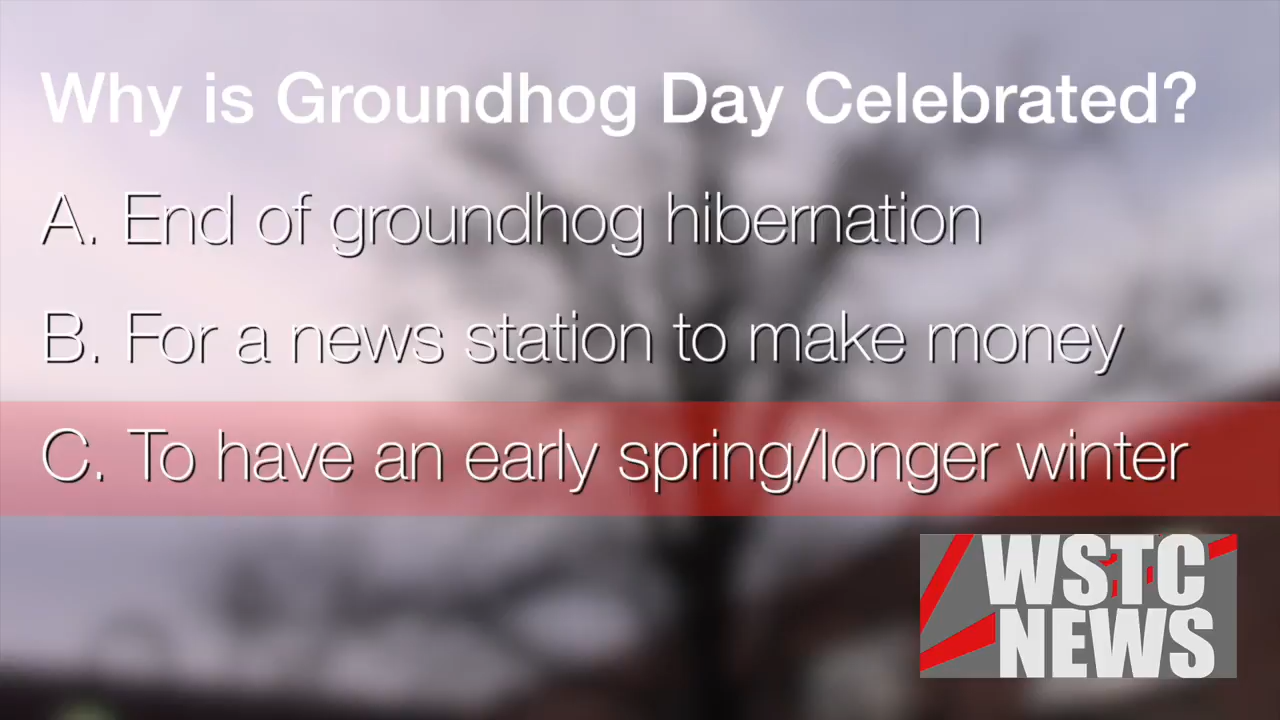 Why is Groundhog Day Celebrated?
A. End of groundhog hibernation
B. For a news station to make money
C. To have an early spring/longer winter
WSTC
NEWS